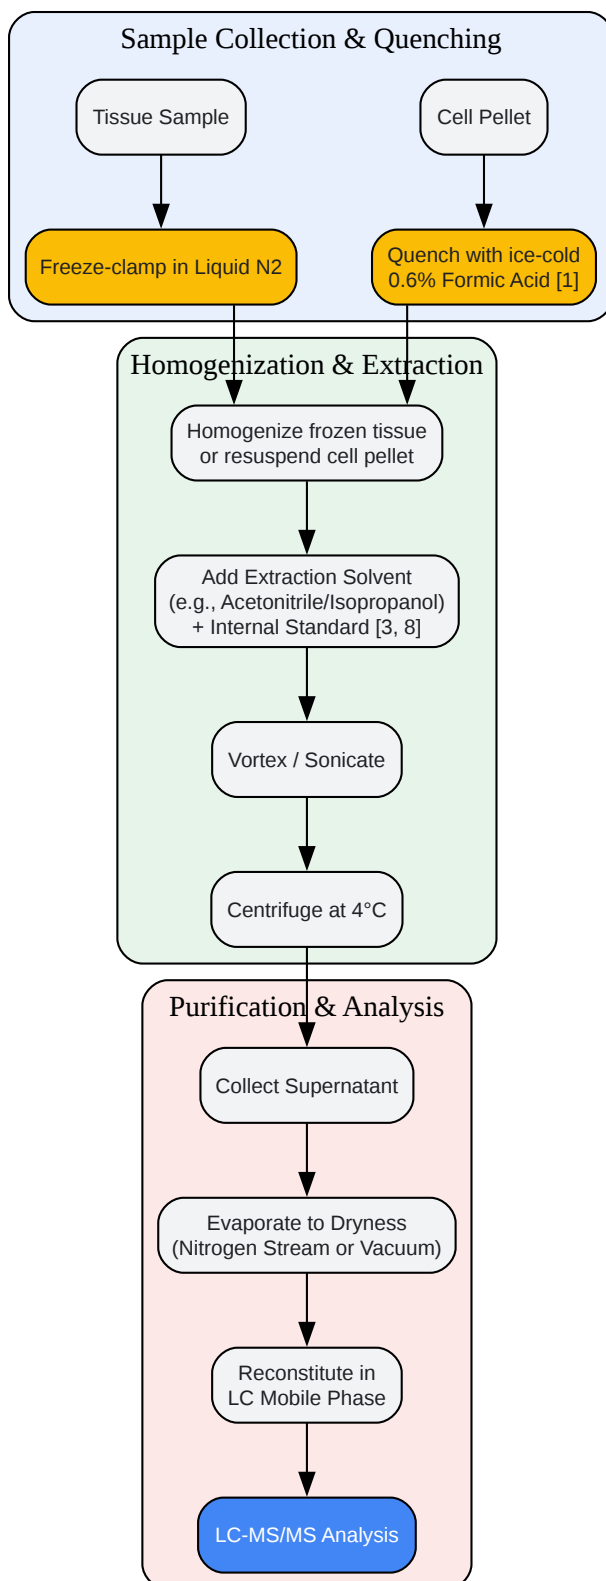 Sample Collection & Quenching
Tissue Sample
Cell Pellet
Freeze-clamp in Liquid N2
Quench with ice-cold
0.6% Formic Acid [1]
Homogenization & Extraction
Homogenize frozen tissue
or resuspend cell pellet
Add Extraction Solvent
(e.g., Acetonitrile/Isopropanol)
+ Internal Standard [3, 8]
Vortex / Sonicate
Centrifuge at 4°C
Purification & Analysis
Collect Supernatant
Evaporate to Dryness
(Nitrogen Stream or Vacuum)
Reconstitute in
LC Mobile Phase
LC-MS/MS Analysis